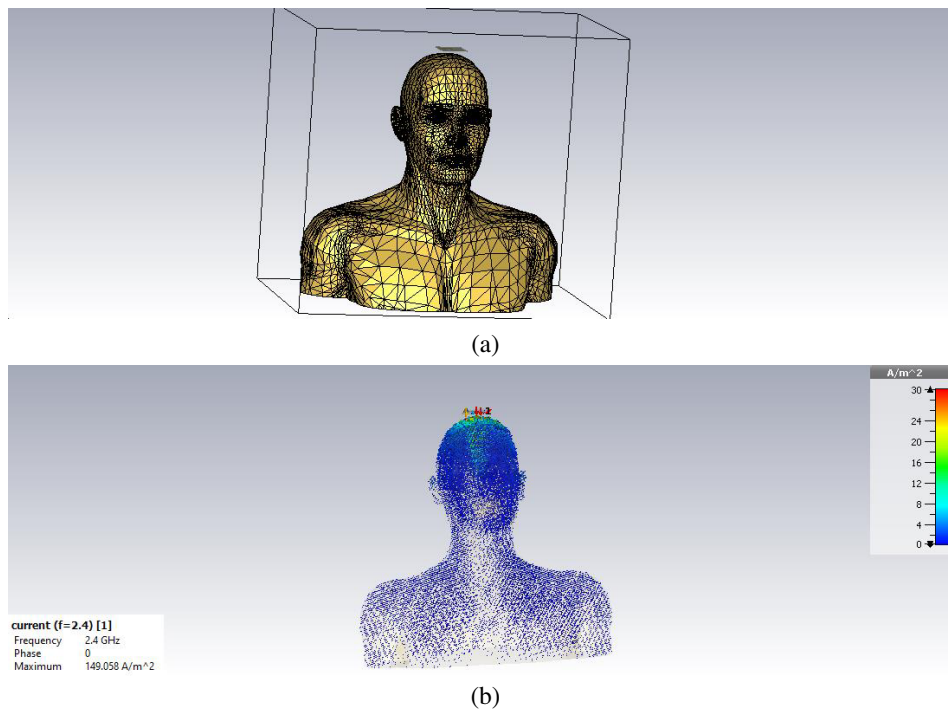 (a)
A/m^2
30
24
20
16
12
8
4
0
current (f=2.4) [1]
Frequency 2.4 GHz
Phase 0
Maximum 149.058 A/m^2
(b)